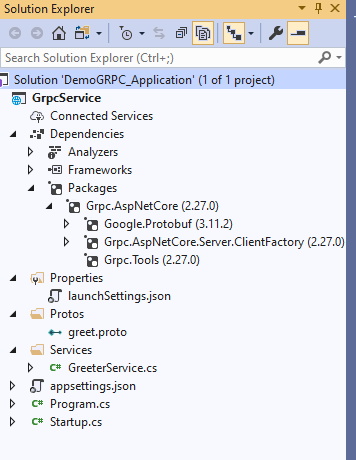 Solution Explorer
Search Solution Explorer (Ctrl+;)
Solution 'DemoGRPC_Application' (1 of 1 project)
GrpcService
Connected Services
Dependencies
Analyzers
Frameworks
Packages
Grpc.AspNetCore (2.27.0)
Google.Protobuf (3.11.2)
Grpc.AspNetCore.Server.ClientFactory (2.27.0)
Grpc.Tools (2.27.0)
Properties
launchSettings.json
Protos
greet.proto
Services
C# GreeterService.cs
appsettings.json
C# Program.cs
C# Startup.cs